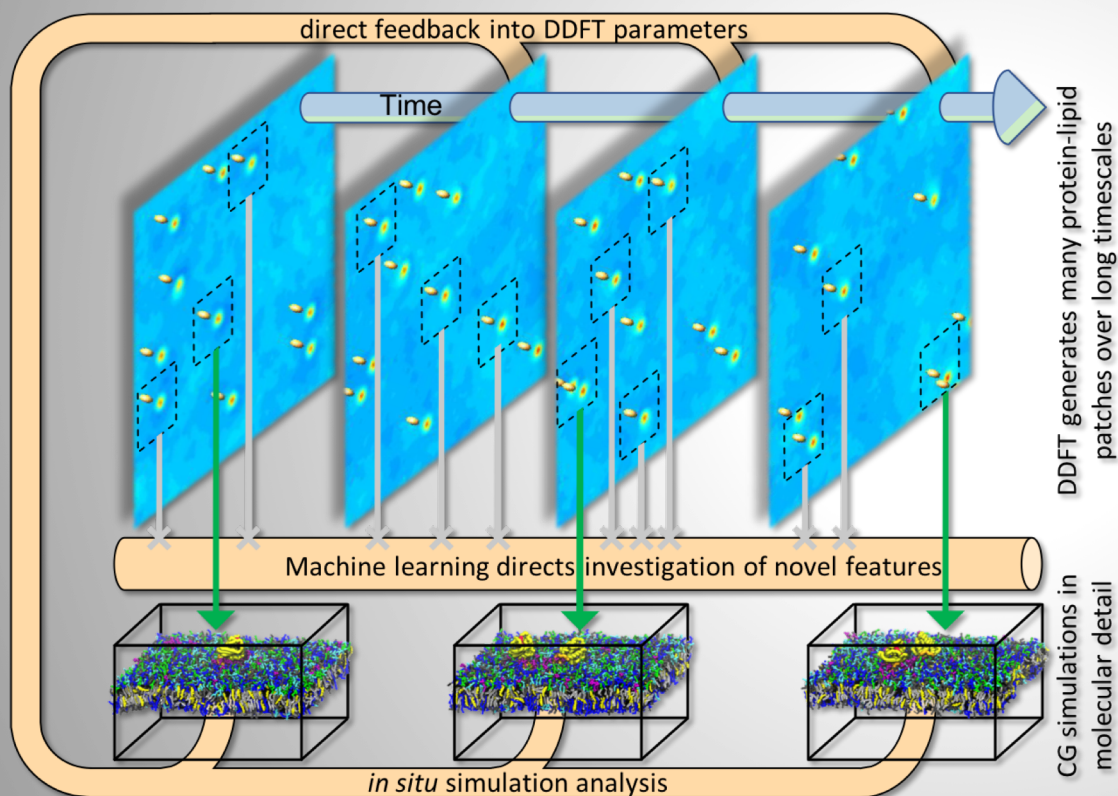 direct feedback into DDFT parameters
Time
DDFT generates many protein-lipid
patches over long timescales
Machine learning directs investigation of novel features
CG simulations in
molecular detail
in situ simulation analysis